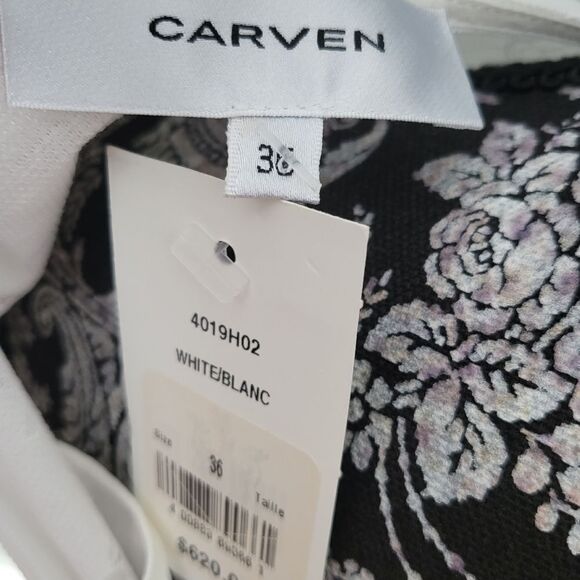 CARVEN
36
4019H02
WHITE/BLANC
Size 36 Taille